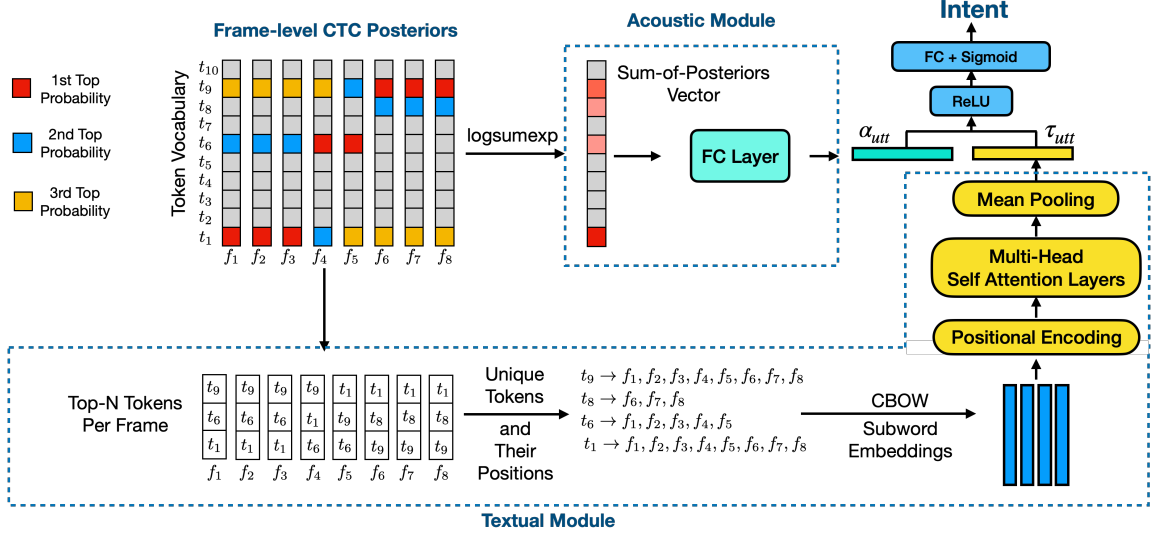 Frame-level CTC Posteriors
Acoustic Module
Intent
1st Top
Probability
2nd Top
Probability
3rd Top
Probability
Token Vocabulary
t₁₀
t₉
t₈
t₇
t₆
t₅
t₄
t₃
t₂
t₁
f₁ f₂ f₃ f₄ f₅ f₆ f₇ f₈
logsumexp
Sum-of-Posteriors
Vector
FC Layer
FC + Sigmoid
ReLU
αᵤₜₜ
τᵤₜₜ
Mean Pooling
Multi-Head
Self Attention Layers
Positional Encoding
Top-N Tokens
Per Frame
t₉ t₉ t₉ t₉ t₁ t₁ t₁ t₁
t₆ t₆ t₆ t₁ t₉ t₈ t₈ t₈
t₁ t₁ t₁ t₆ t₆ t₉ t₉ t₉
f₁ f₂ f₃ f₄ f₅ f₆ f₇ f₈
Unique
Tokens
and
Their
Positions
t₉ → f₁, f₂, f₃, f₄, f₅, f₆, f₇, f₈
t₈ → f₆, f₇, f₈
t₆ → f₁, f₂, f₃, f₄, f₅
t₁ → f₁, f₂, f₃, f₄, f₅, f₆, f₇, f₈
CBOW
Subword
Embeddings
Textual Module